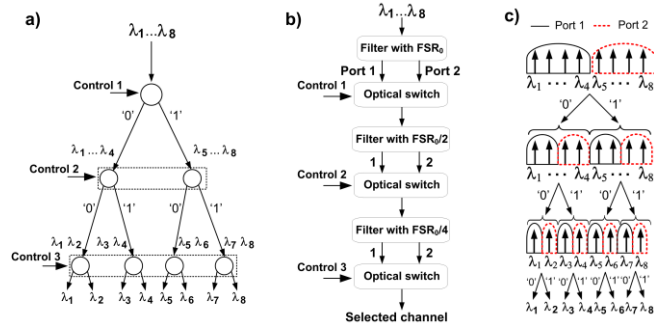 a)
λ1...λ8
Control 1
'0' '1'
λ1 ... λ4 λ5 ... λ8
Control 2
'0' '1' '0' '1'
λ1 λ2 λ3 λ4 λ5 λ6 λ7 λ8
Control 3
λ1 λ2 λ3 λ4 λ5 λ6 λ7 λ8
b)
λ1...λ8
Filter with FSR0
Port 1 Port 2
Control 1
Optical switch
Filter with FSR0/2
1 2
Control 2
Optical switch
Filter with FSR0/4
1 2
Control 3
Optical switch
Selected channel
c)
Port 1 Port 2
λ1 ... λ4 λ5 ... λ8
'0' '1'
λ1 ... λ4 λ5 ... λ8
'0' '1' '0' '1'
λ1 λ2 λ3 λ4 λ5 λ6 λ7 λ8
'0' '1' '0' '1' '0' '1' '0' '1'
λ1 λ2 λ3 λ4 λ5 λ6 λ7 λ8